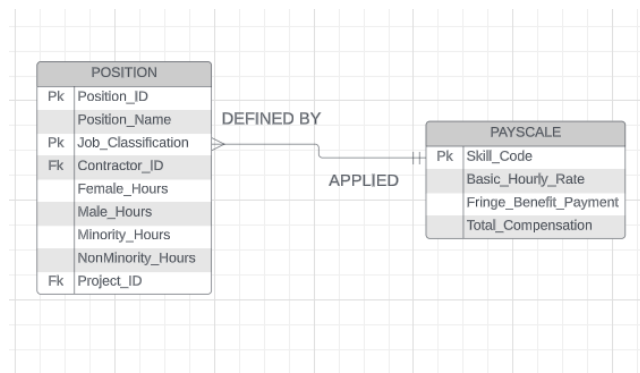 POSITION
Pk Position_ID
Position_Name
Pk Job_Classification
Fk Contractor_ID
Female_Hours
Male_Hours
Minority_Hours
NonMinority_Hours
Fk Project_ID
DEFINED BY
APPLIED
PAYSCALE
Pk Skill_Code
Basic_Hourly_Rate
Fringe_Benefit_Payment
Total_Compensation